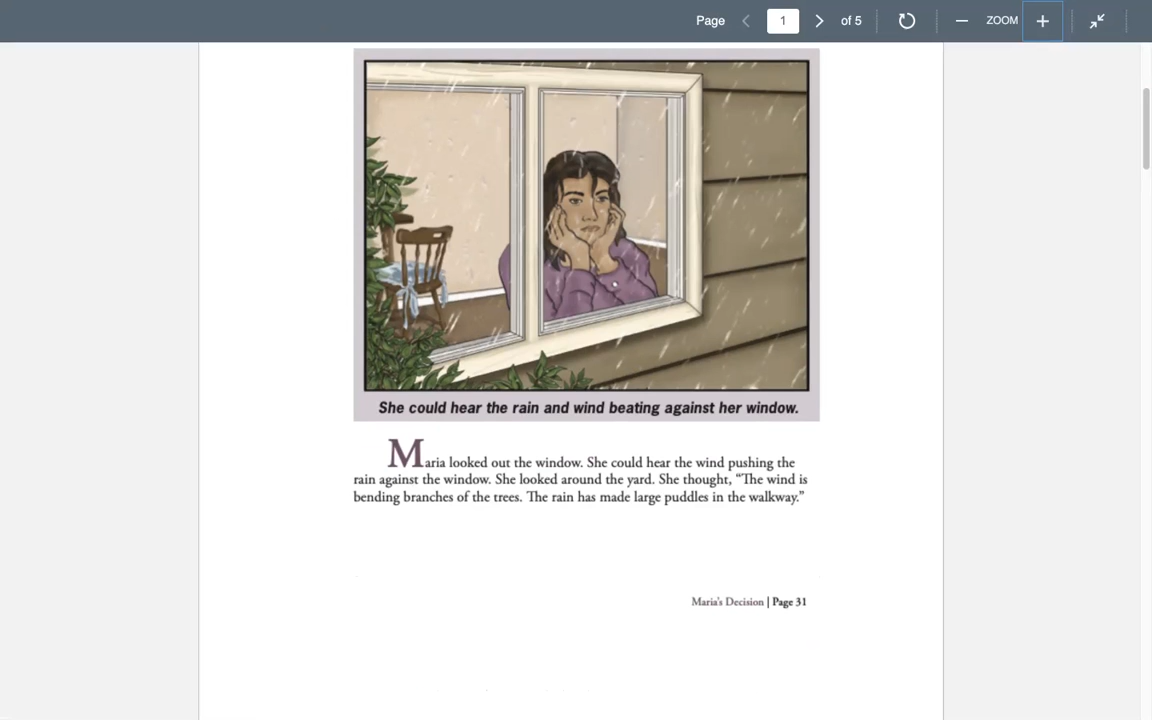 Page 1 of 5 ZOOM
She could hear the rain and wind beating against her window.
Maria looked out the window. She could hear the wind pushing the
rain against the window. She looked around the yard. She thought, “The wind is
bending branches of the trees. The rain has made large puddles in the walkway.”
Maria's Decision | Page 31